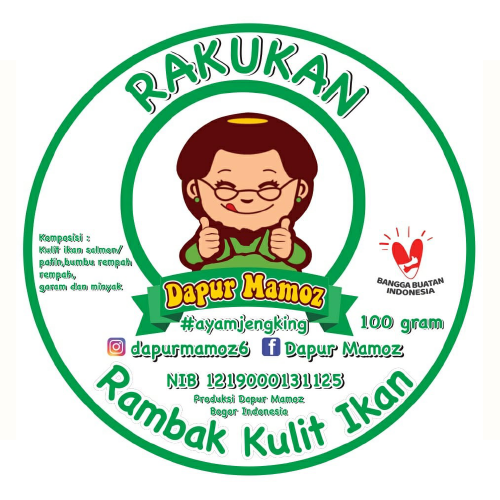 RAKUKAN
Komposisi :
Kulit ikan salmon/
patin,bumbu rempah
rempah,
garam dan minyak.
BANGGA BUATAN
INDONESIA
Dapur Mamoz
#ayamjengking
100 gram
dapurmamoz6
Dapur Mamoz
NIB 1219000131125
Produksi Dapur Mamoz
Bogor Indonesia
Rambak Kulit Ikan